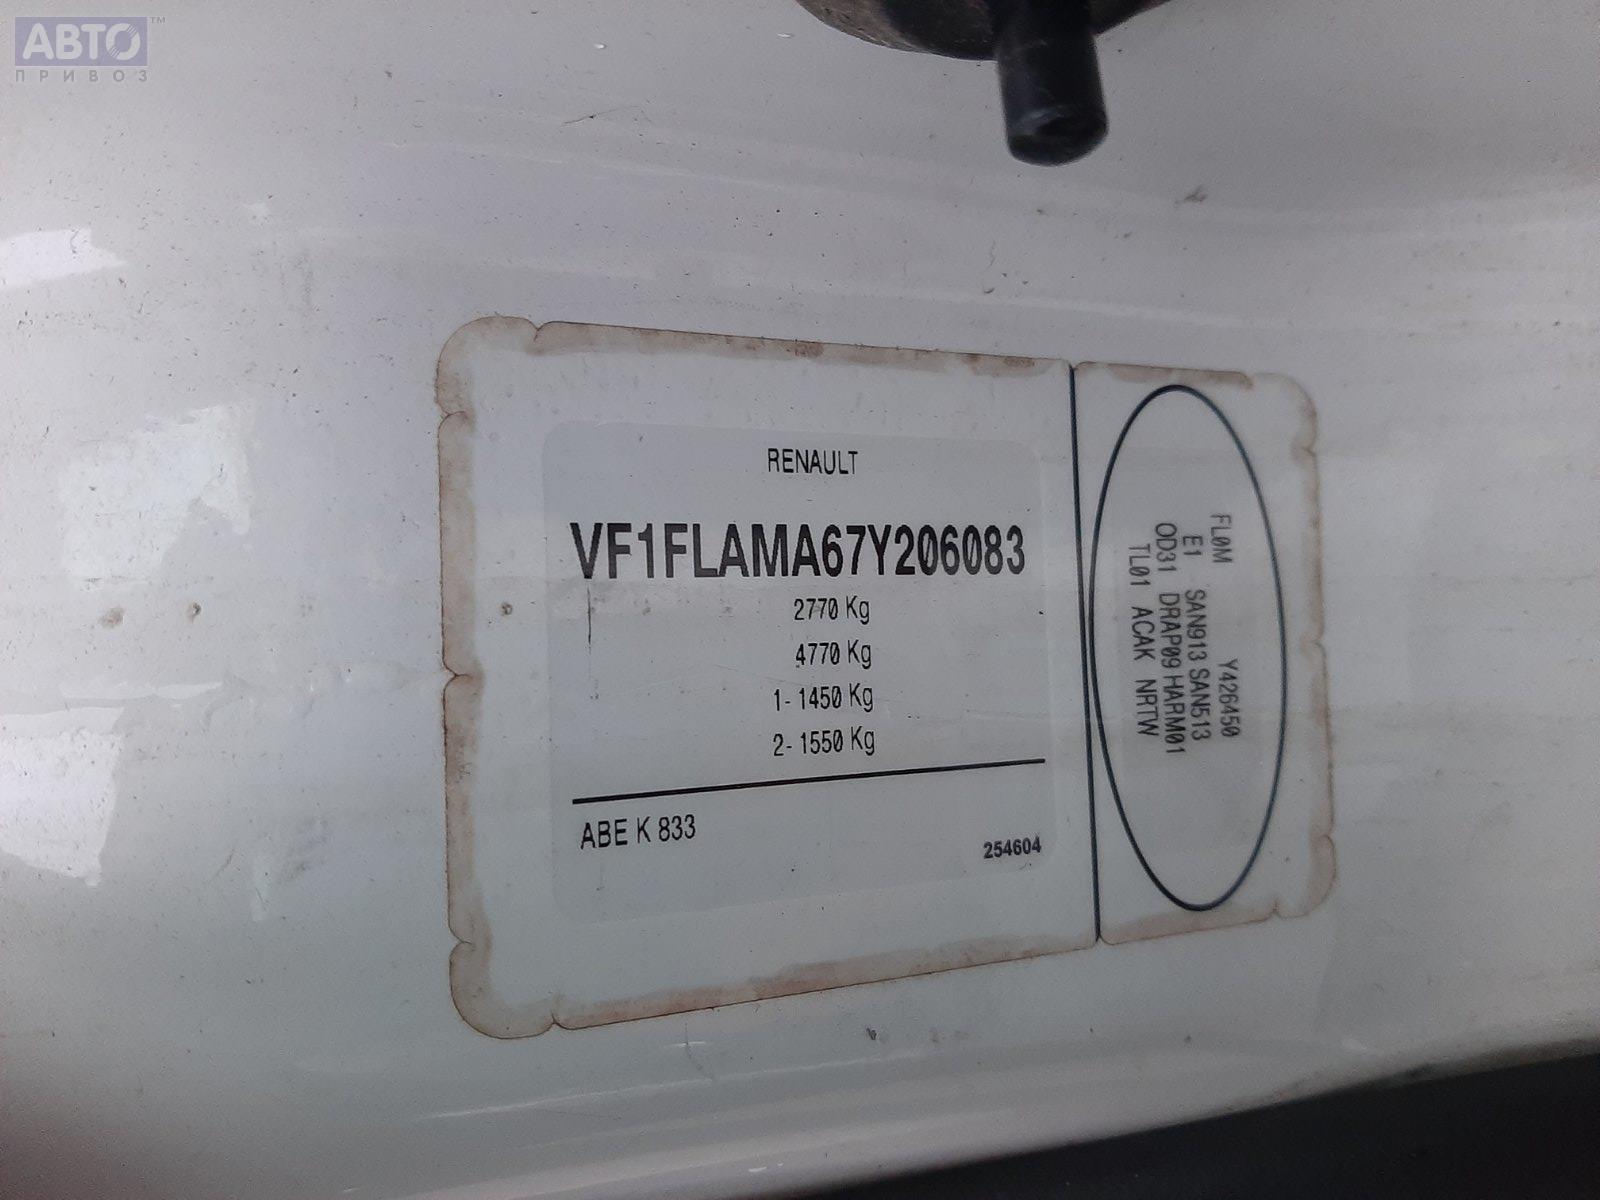 АВТО™
ПРИВОЗ
RENAULT
VF1FLAMA67Y206083
2770 Kg
4770 Kg
1- 1450 Kg
2- 1550 Kg
ABE K 833
254604
FL0M Y426450
E1 SAN913 SAN513
OD31 DRAP09 HARM01
TL01 ACAK NRTW